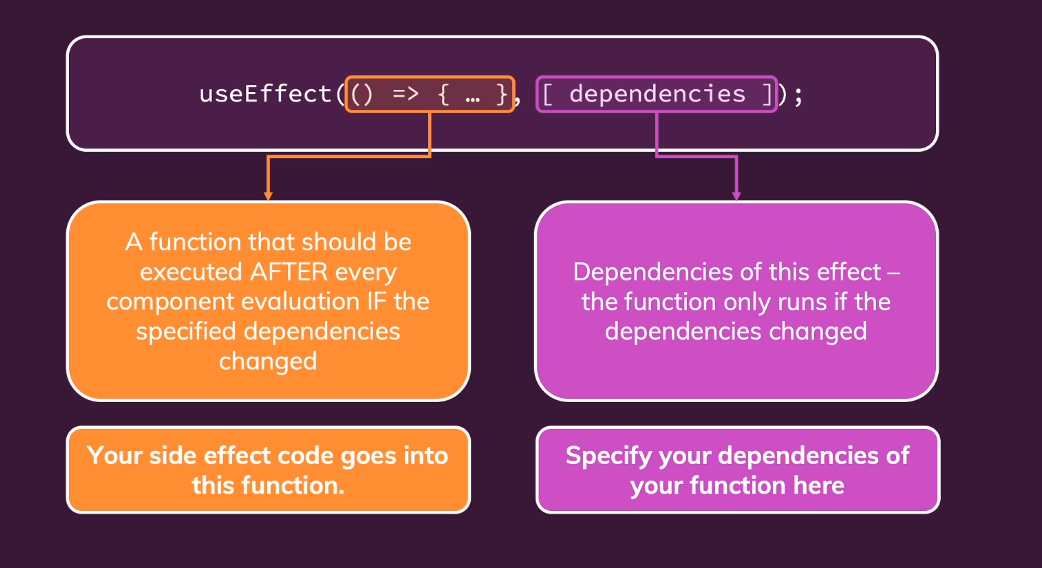 useEffect(() => { … }, [ dependencies ]);
A function that should be
executed AFTER every
component evaluation IF the
specified dependencies
changed
Dependencies of this effect –
the function only runs if the
dependencies changed
Your side effect code goes into
this function.
Specify your dependencies of
your function here